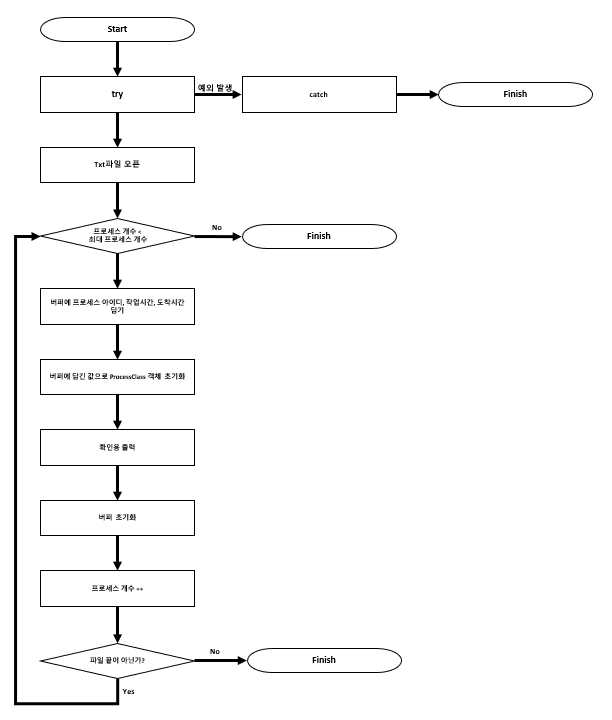 Start
try
예외 발생
catch
Finish
Txt파일 오픈
프로세스 개수 <
최대 프로세스 개수
No
Finish
버퍼에 프로세스 아이디, 작업시간, 도착시간
담기
버퍼에 담긴 값으로 ProcessClass 객체 초기화
확인용 출력
버퍼 초기화
프로세스 개수 ++
파일 끝이 아닌가?
No
Finish
Yes